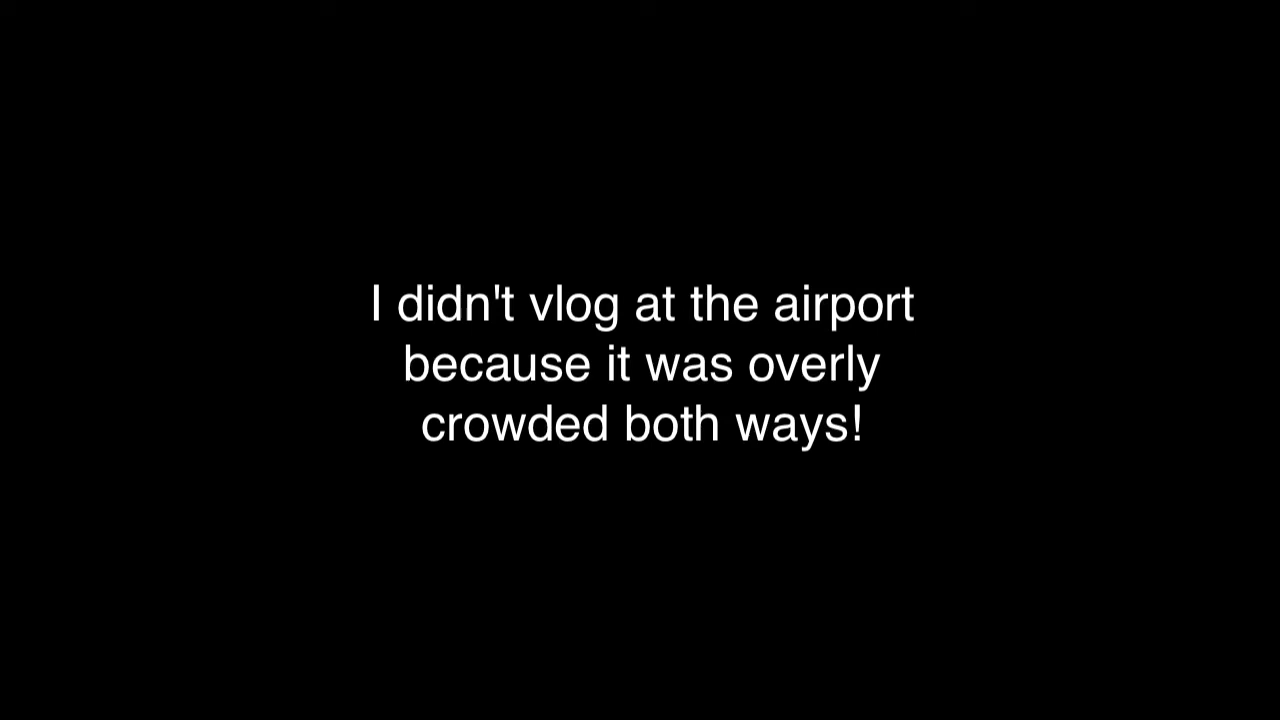 I didn't vlog at the airport
because it was overly
crowded both ways!